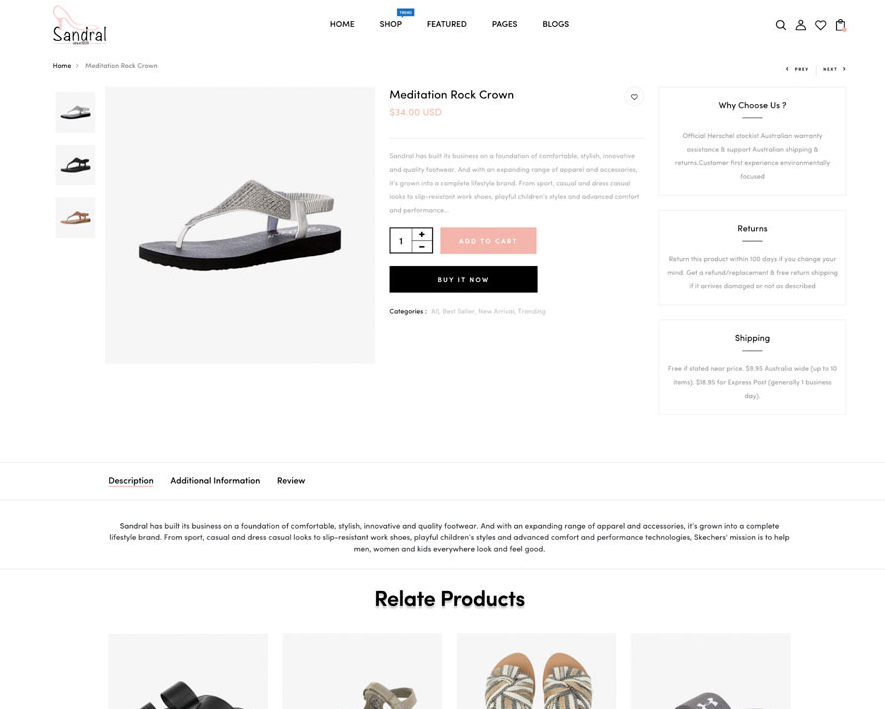 Sandral
HOME
SHOP
TREND
FEATURED
PAGES
BLOGS
Home > Meditation Rock Crown
< PREV
NEXT >
Meditation Rock Crown
$34.00 USD
Sandral has built its business on a foundation of comfortable, stylish, innovative
and quality footwear. And with an expanding range of apparel and accessories,
it's grown into a complete lifestyle brand. From sport, casual and dress casual
looks to slip-resistant work shoes, playful children's styles and advanced comfort
and performance...
1
+
−
ADD TO CART
BUY IT NOW
Categories : All, Best Seller, New Arrival, Trending
Why Choose Us ?
Official Herschel stockist Australian warranty
assistance & support Australian shipping &
returns.Customer first experience environmentally
focused
Returns
Return this product within 100 days if you change your
mind. Get a refund/replacement & free return shipping
if it arrives damaged or not as described
Shipping
Free if stated near price. $9.95 Australia wide (up to 10
items). $18.95 for Express Post (generally 1 business
day).
Description
Additional Information
Review
Sandral has built its business on a foundation of comfortable, stylish, innovative and quality footwear. And with an expanding range of apparel and accessories, it's grown into a complete
lifestyle brand. From sport, casual and dress casual looks to slip-resistant work shoes, playful children's styles and advanced comfort and performance technologies, Skechers' mission is to help
men, women and kids everywhere look and feel good.
Relate Products